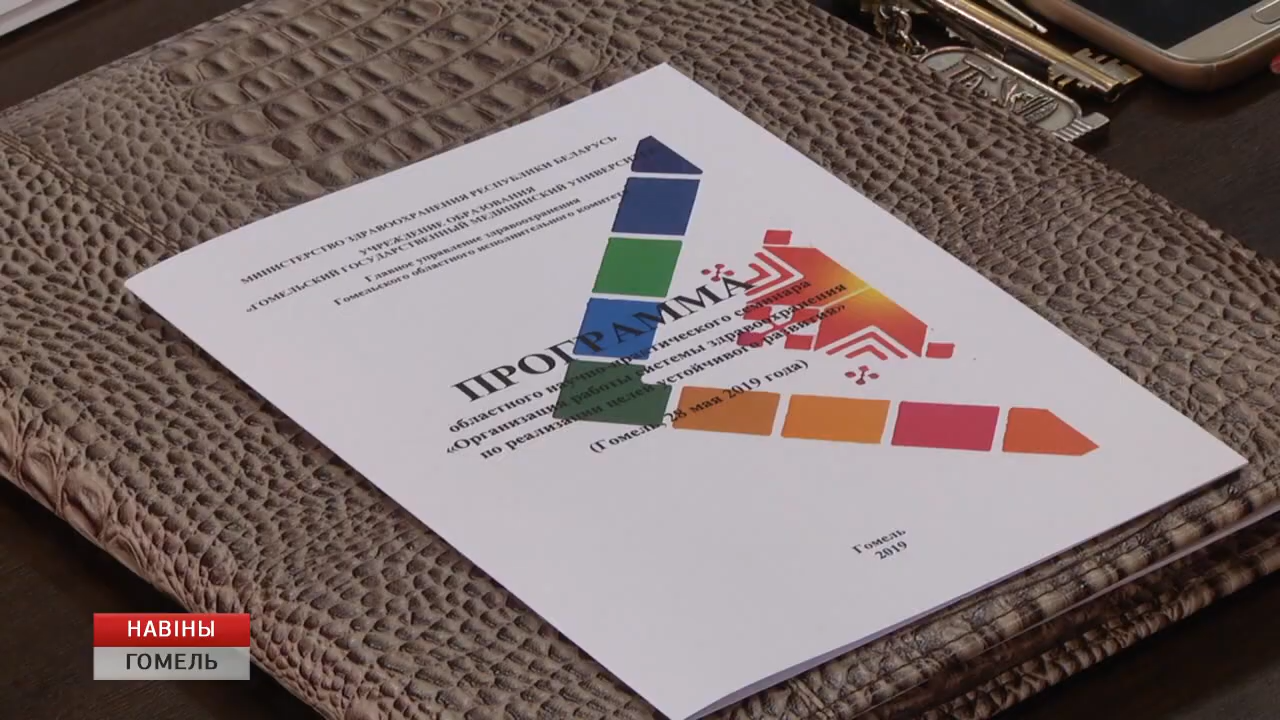 МИНИСТЕРСТВО ЗДРАВООХРАНЕНИЯ РЕСПУБЛИКИ БЕЛАРУСЬ
УЧРЕЖДЕНИЕ ОБРАЗОВАНИЯ
«ГОМЕЛЬСКИЙ ГОСУДАРСТВЕННЫЙ МЕДИЦИНСКИЙ УНИВЕРСИТЕТ»
Главное управление здравоохранения
Гомельского областного исполнительного комитета
ПРОГРАММА
областного научно-практического семинара
«Организация работы системы здравоохранения
по реализации целей устойчивого развития»
(Гомель, 28 мая 2019 года)
Гомель
2019
НАВІНЫ
ГОМЕЛЬ